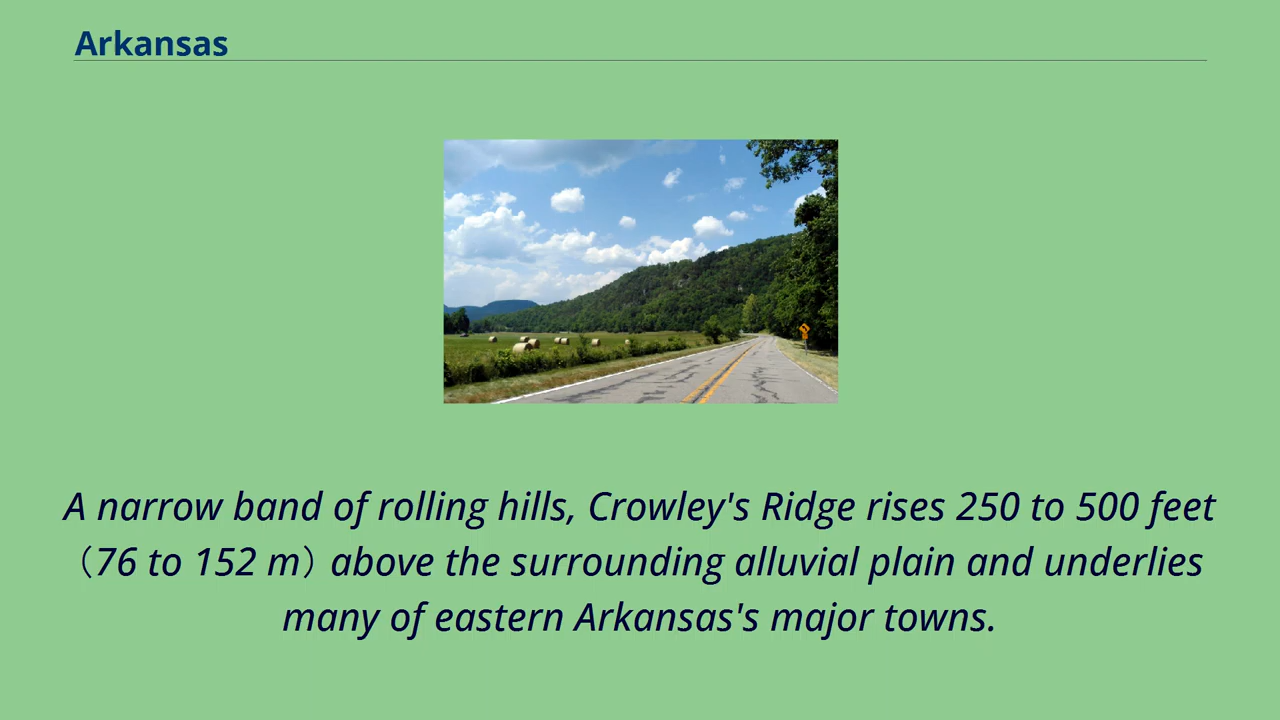 Arkansas
A narrow band of rolling hills, Crowley's Ridge rises 250 to 500 feet
（76 to 152 m） above the surrounding alluvial plain and underlies
many of eastern Arkansas's major towns.